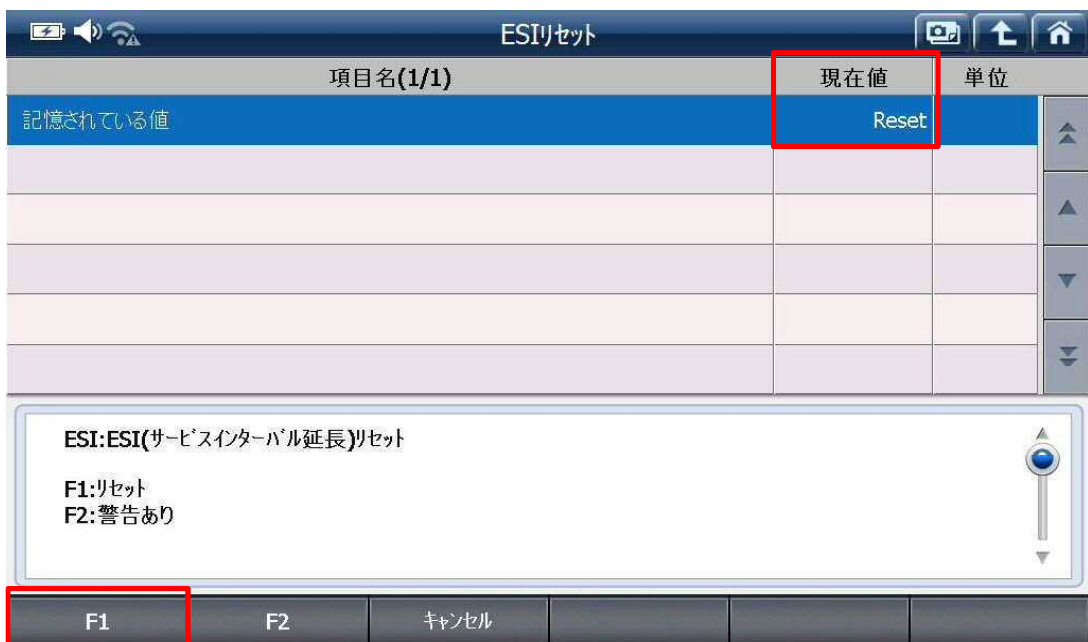 ESIﾘｾｯﾄ
項目名(1/1) 現在値 単位
記憶されている値 Reset
ESI:ESI(ｻｰﾋﾞｽｲﾝﾀｰﾊﾞﾙ延長)ﾘｾｯﾄ
F1:ﾘｾｯﾄ
F2:警告あり
F1 F2 ｷｬﾝｾﾙ